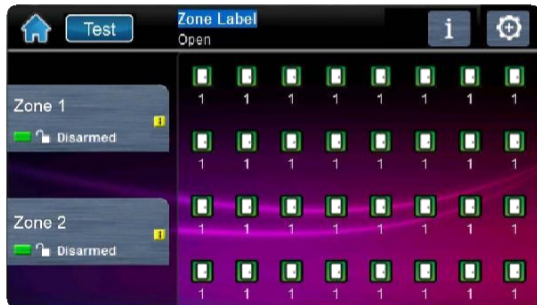 Test
Zone Label
Open
i
Zone 1
Disarmed
Zone 2
Disarmed
1 1 1 1 1 1 1 1
1 1 1 1 1 1 1 1
1 1 1 1 1 1 1 1
1 1 1 1 1 1 1 1